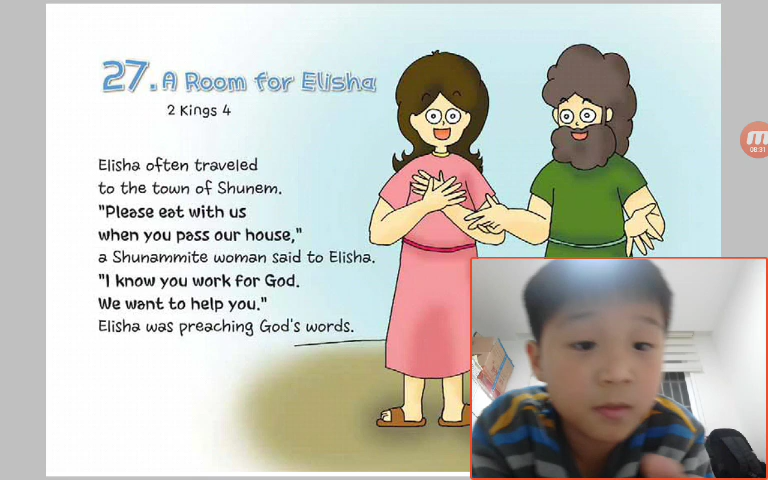 27. A Room for Elisha
2 Kings 4
Elisha often traveled
to the town of Shunem.
"Please eat with us
when you pass our house,"
a Shunammite woman said to Elisha.
"I know you work for God.
We want to help you."
Elisha was preaching God's words.
08:31